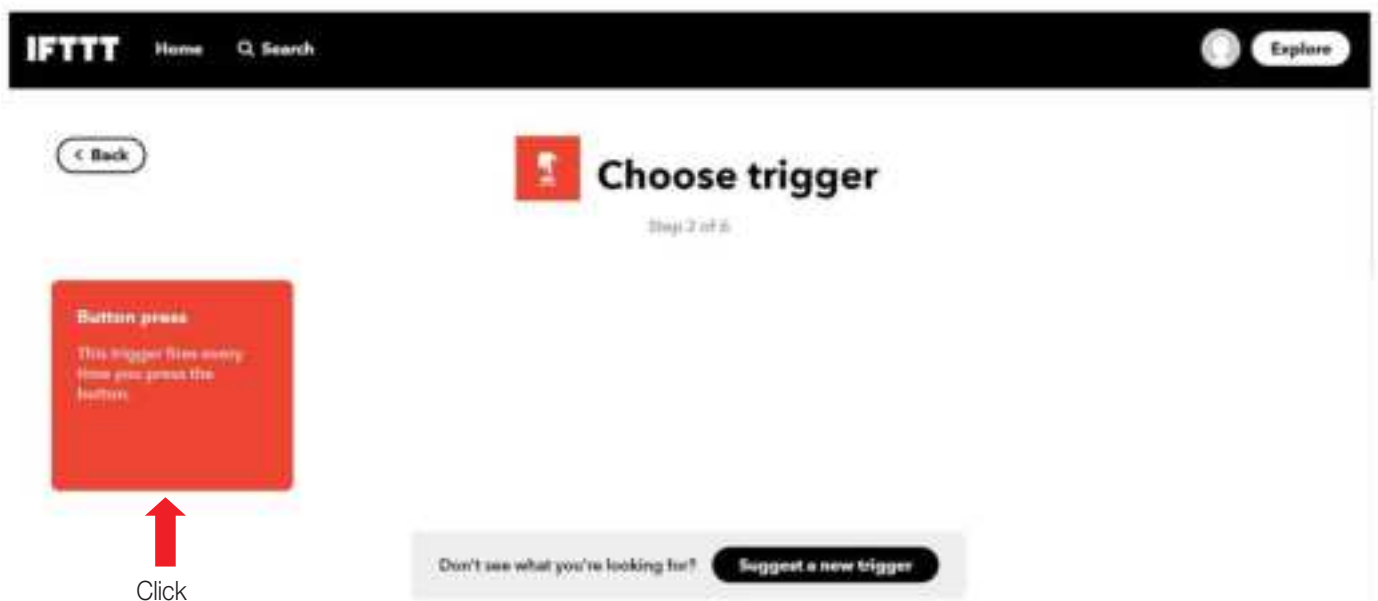 IFTTT Home Search Explore
< Back
Choose trigger
Step 2 of 6
Button press
This trigger fires every
time you press the
button.
Click
Don't see what you're looking for? Suggest a new trigger